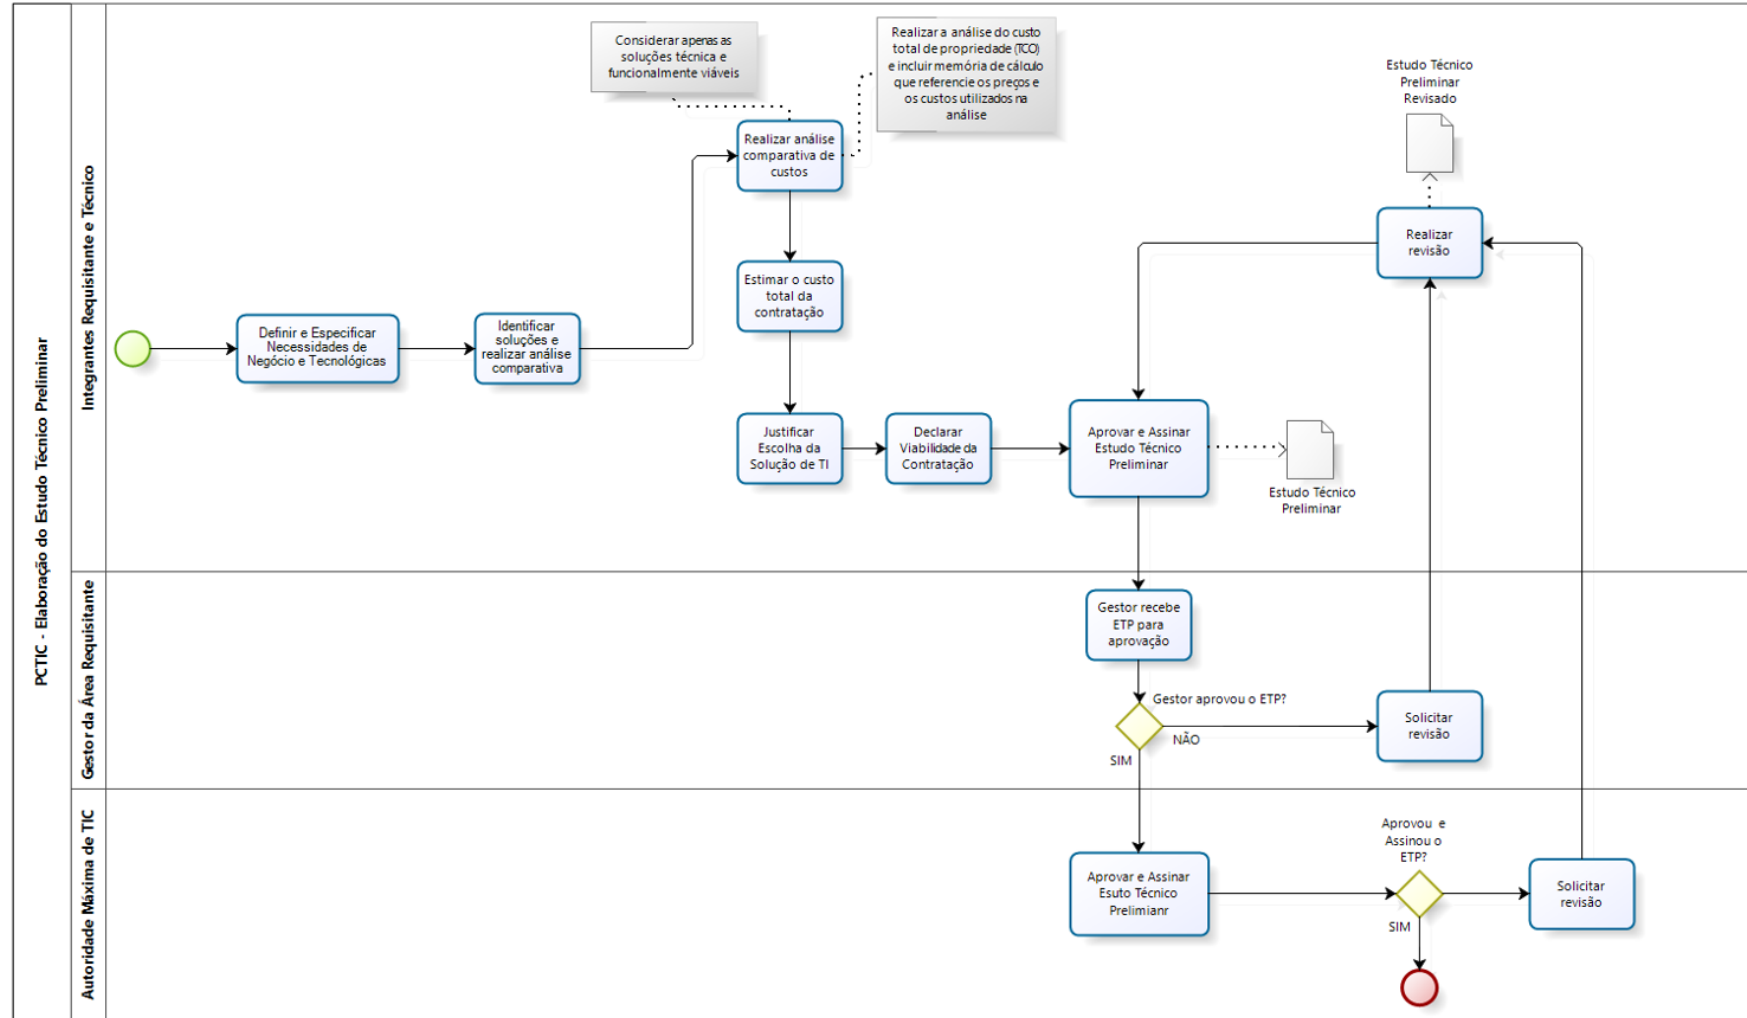 PCTIC - Elaboração do Estudo Técnico Preliminar
Integrantes Requisitante e Técnico
Considerar apenas as
soluções técnica e
funcionalmente viáveis
Realizar a análise do custo
total de propriedade (TCO)
e incluir memória de cálculo
que referencie os preços e
os custos utilizados na
análise
Estudo Técnico
Preliminar
Revisado
Realizar análise
comparativa de
custos
Realizar
revisão
Estimar o custo
total da
contratação
Definir e Especificar
Necessidades de
Negócio e Tecnológicas
Identificar
soluções e
realizar análise
comparativa
Justificar
Escolha da
Solução de TI
Declarar
Viabilidade da
Contratação
Aprovar e Assinar
Estudo Técnico
Preliminar
Estudo Técnico
Preliminar
Gestor da Área Requisitante
Gestor recebe
ETP para
aprovação
Gestor aprovou o ETP?
NÃO
SIM
Solicitar
revisão
Autoridade Máxima de TIC
Aprovar e Assinar
Esuto Técnico
Prelimianr
Aprovou e
Assinou o
ETP?
SIM
Solicitar
revisão